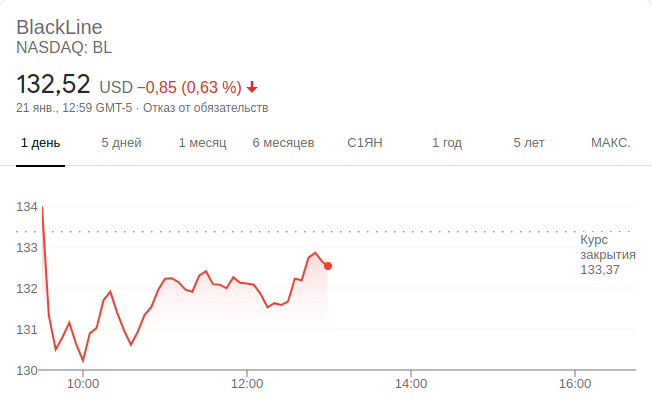 BlackLine
NASDAQ: BL
132,52 USD −0,85 (0,63 %)
21 янв., 12:59 GMT-5 · Отказ от обязательств
1 день 5 дней 1 месяц 6 месяцев С1ЯН 1 год 5 лет МАКС.
134
133
132
131
130
Курс
закрытия
133,37
10:00 12:00 14:00 16:00